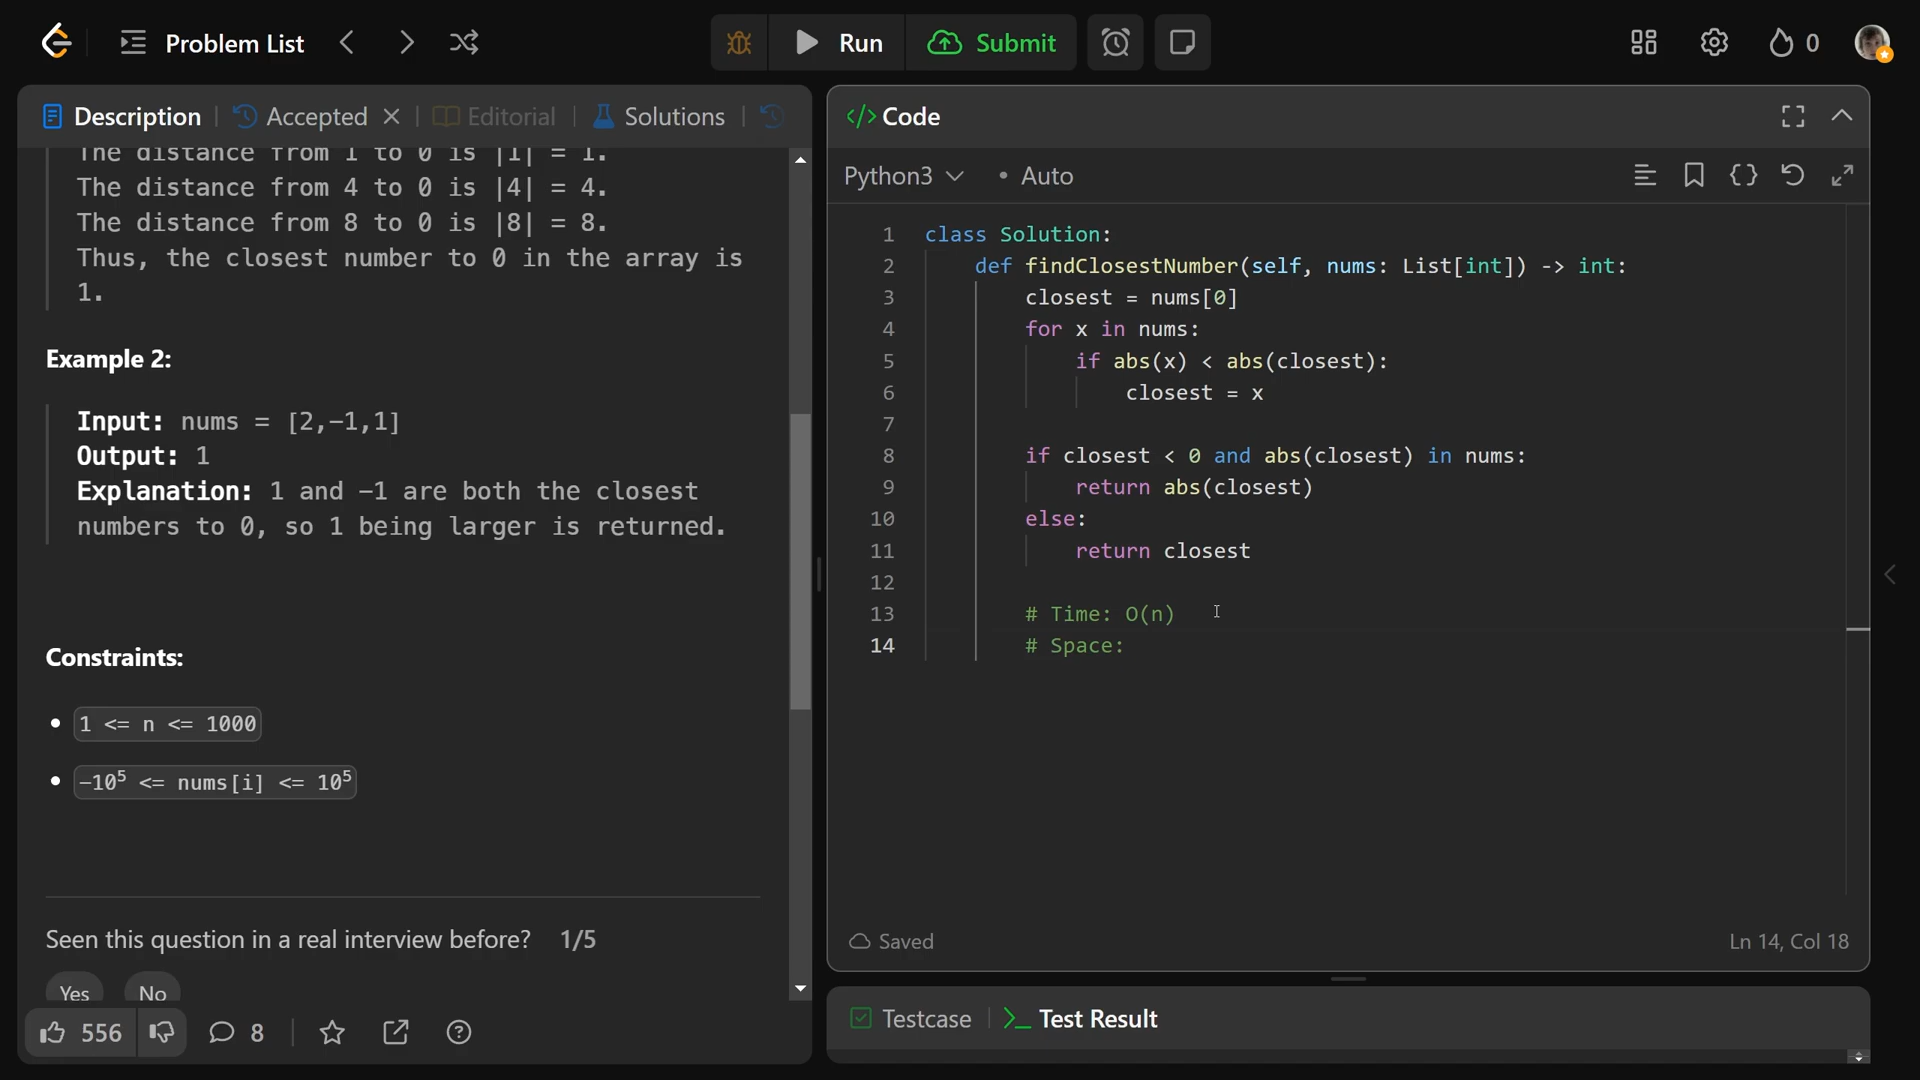 Problem List
Run
Submit
0
Description
Accepted
Editorial
Solutions
The distance from 1 to 0 is |1| = 1.
The distance from 4 to 0 is |4| = 4.
The distance from 8 to 0 is |8| = 8.
Thus, the closest number to 0 in the array is
1.
Example 2:
Input: nums = [2,-1,1]
Output: 1
Explanation: 1 and -1 are both the closest
numbers to 0, so 1 being larger is returned.
Constraints:
1 <= n <= 1000
-10⁵ <= nums[i] <= 10⁵
Seen this question in a real interview before? 1/5
Yes
No
556
8
</> Code
Python3
• Auto
1 class Solution:
2 def findClosestNumber(self, nums: List[int]) -> int:
3 closest = nums[0]
4 for x in nums:
5 if abs(x) < abs(closest):
6 closest = x
7
8 if closest < 0 and abs(closest) in nums:
9 return abs(closest)
10 else:
11 return closest
12
13 # Time: O(n)
14 # Space:
Saved
Ln 14, Col 18
Testcase
Test Result